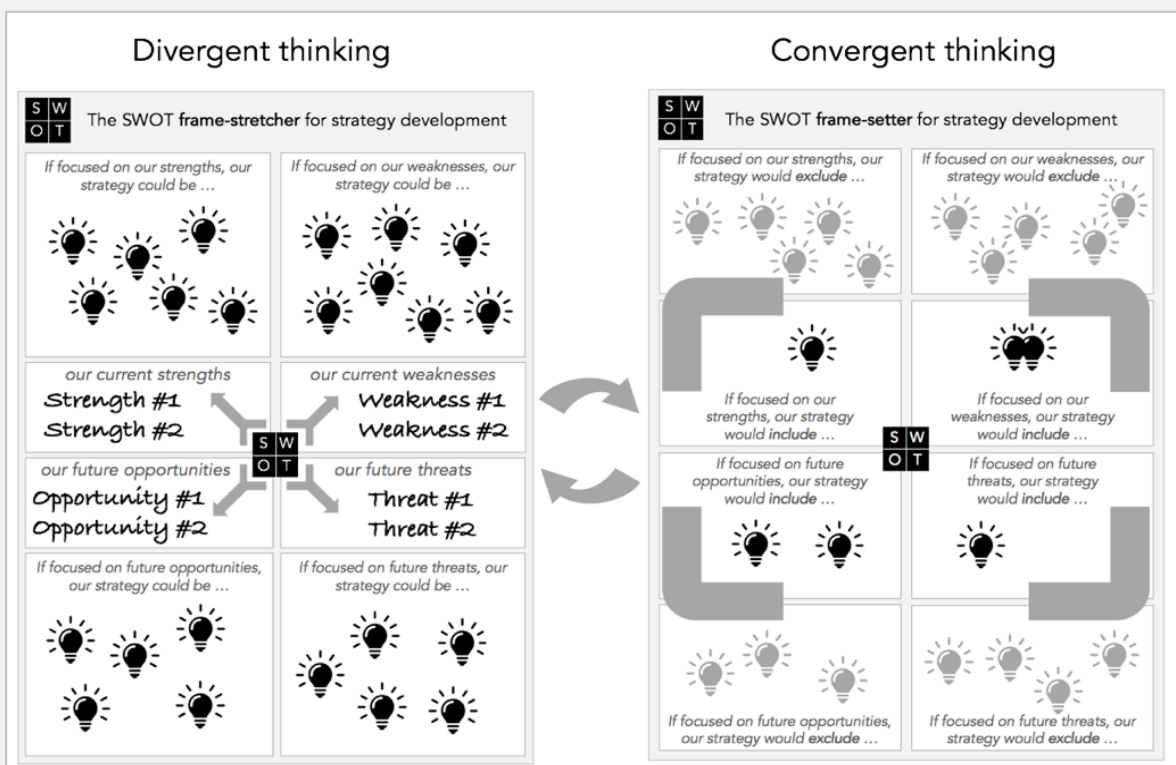 Divergent thinking
Convergent thinking
S W
O T
The SWOT frame-stretcher for strategy development
If focused on our strengths, our
strategy could be ...
If focused on our weaknesses, our
strategy could be ...
our current strengths
Strength #1
Strength #2
our current weaknesses
Weakness #1
Weakness #2
S W
O T
our future opportunities
Opportunity #1
Opportunity #2
our future threats
Threat #1
Threat #2
If focused on future opportunities,
our strategy could be ...
If focused on future threats, our
strategy could be ...
S W
O T
The SWOT frame-setter for strategy development
If focused on our strengths, our
strategy would exclude ...
If focused on our weaknesses, our
strategy would exclude ...
If focused on our
strengths, our strategy
would include ...
If focused on our
weaknesses, our strategy
would include ...
S W
O T
If focused on future
opportunities, our strategy
would include ...
If focused on future
threats, our strategy
would include ...
If focused on future opportunities,
our strategy would exclude ...
If focused on future threats, our
strategy would exclude ...